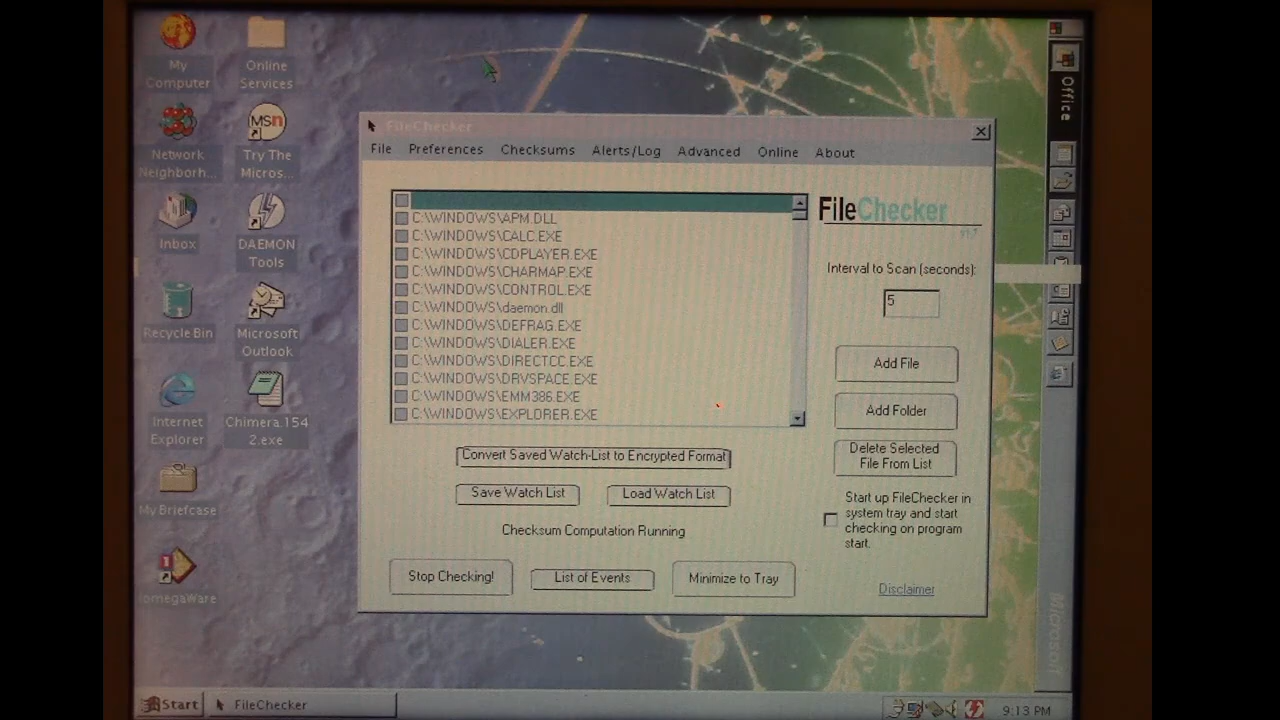 My
Computer
Online
Services
Network
Neighborh...
MSn
Try The
Micros...
Inbox
DAEMON
Tools
Recycle Bin
Microsoft
Outlook
Internet
Explorer
Chimera.154
2.exe
My Briefcase
IomegaWare
FileChecker
File Preferences Checksums Alerts/Log Advanced Online About
C:\WINDOWS\APM.DLL
C:\WINDOWS\CALC.EXE
C:\WINDOWS\CDPLAYER.EXE
C:\WINDOWS\CHARMAP.EXE
C:\WINDOWS\CONTROL.EXE
C:\WINDOWS\daemon.dll
C:\WINDOWS\DEFRAG.EXE
C:\WINDOWS\DIALER.EXE
C:\WINDOWS\DIRECTCC.EXE
C:\WINDOWS\DRVSPACE.EXE
C:\WINDOWS\EMM386.EXE
C:\WINDOWS\EXPLORER.EXE
FileChecker
Interval to Scan (seconds):
5
Add File
Add Folder
Delete Selected
File From List
Convert Saved Watch-List to Encrypted Format
Save Watch List Load Watch List
Checksum Computation Running
Start up FileChecker in
system tray and start
checking on program
start.
Stop Checking! List of Events Minimize to Tray
Disclaimer
Office
Microsoft
Start FileChecker 9:13 PM